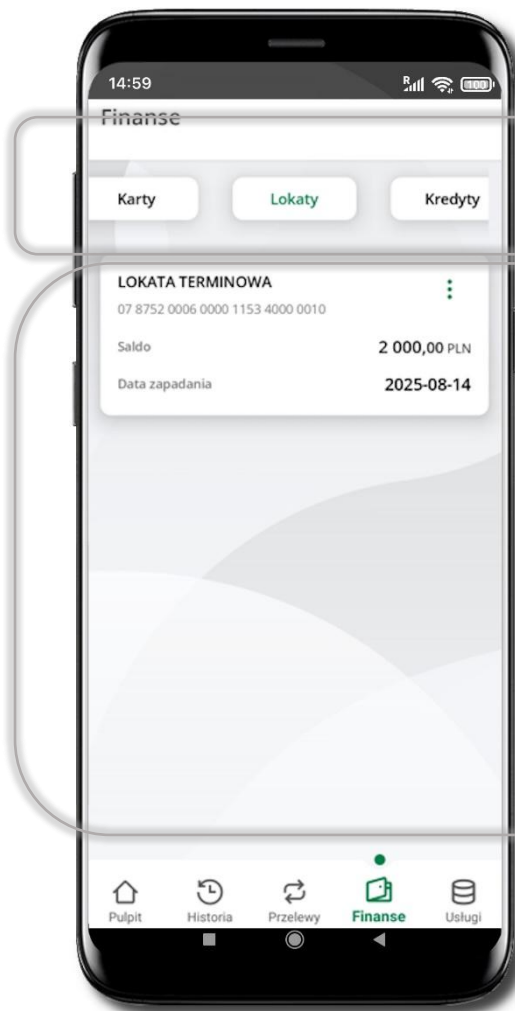 14:59
R
100
Finanse
Karty Lokaty Kredyty
LOKATA TERMINOWA
07 8752 0006 0000 1153 4000 0010
Saldo 2 000,00 PLN
Data zapadania 2025-08-14
Pulpit Historia Przelewy Finanse Usługi